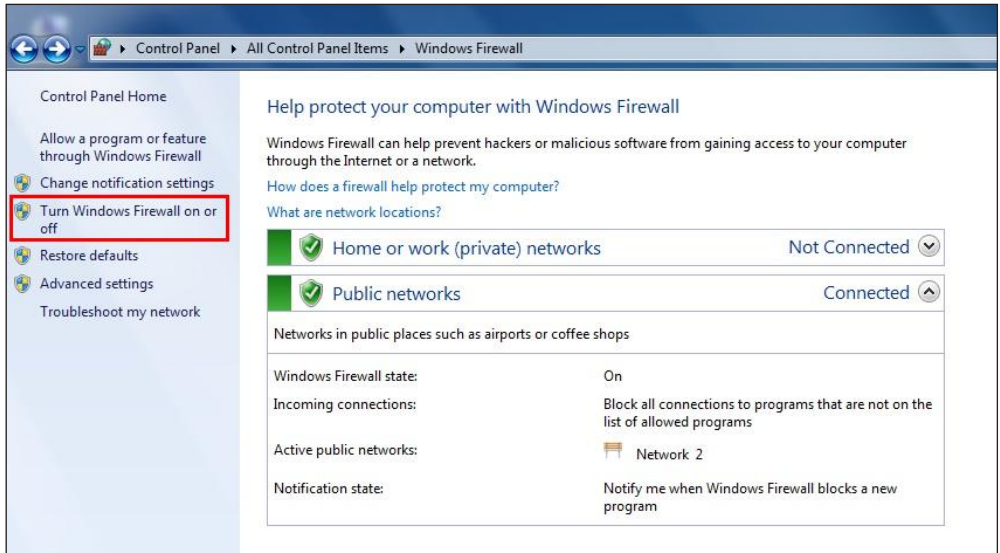 Control Panel ▸ All Control Panel Items ▸ Windows Firewall
Control Panel Home
Allow a program or feature
through Windows Firewall
Change notification settings
Turn Windows Firewall on or
off
Restore defaults
Advanced settings
Troubleshoot my network
Help protect your computer with Windows Firewall
Windows Firewall can help prevent hackers or malicious software from gaining access to your computer
through the Internet or a network.
How does a firewall help protect my computer?
What are network locations?
Home or work (private) networks Not Connected
Public networks Connected
Networks in public places such as airports or coffee shops
Windows Firewall state: On
Incoming connections: Block all connections to programs that are not on the
list of allowed programs
Active public networks: Network 2
Notification state: Notify me when Windows Firewall blocks a new
program